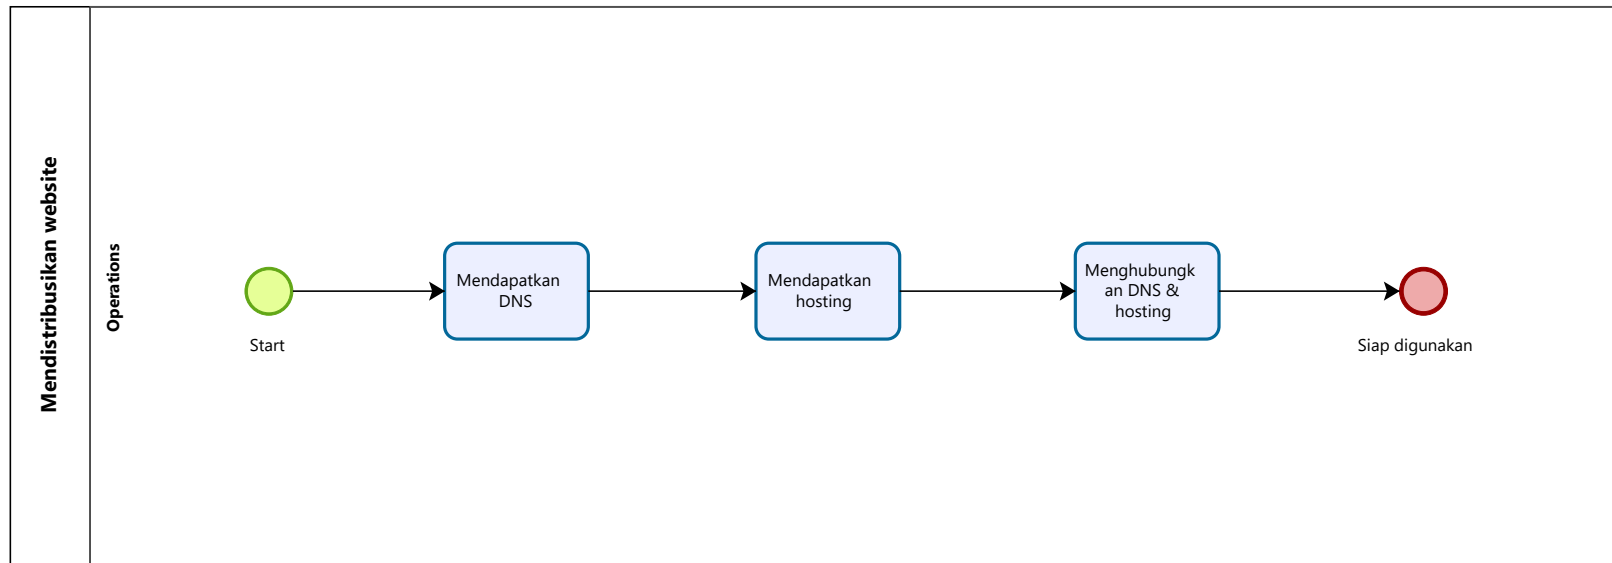 Mendistribusikan website
Operations
Start
Mendapatkan
DNS
Mendapatkan
hosting
Menghubungk
an DNS &
hosting
Siap digunakan